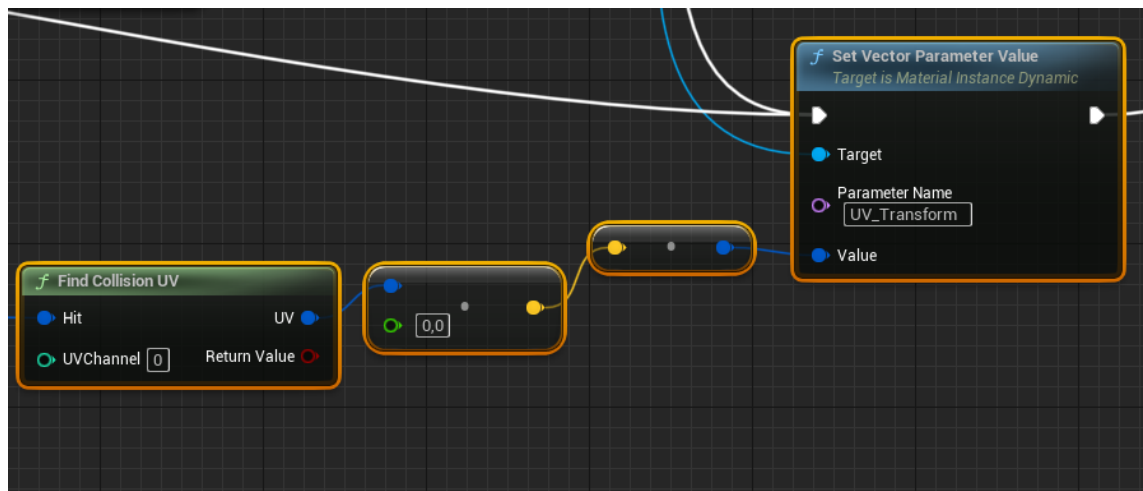 Set Vector Parameter Value
Target is Material Instance Dynamic
Target
Parameter Name
UV_Transform
Value
Find Collision UV
Hit
UV
UVChannel 0
Return Value
0,0